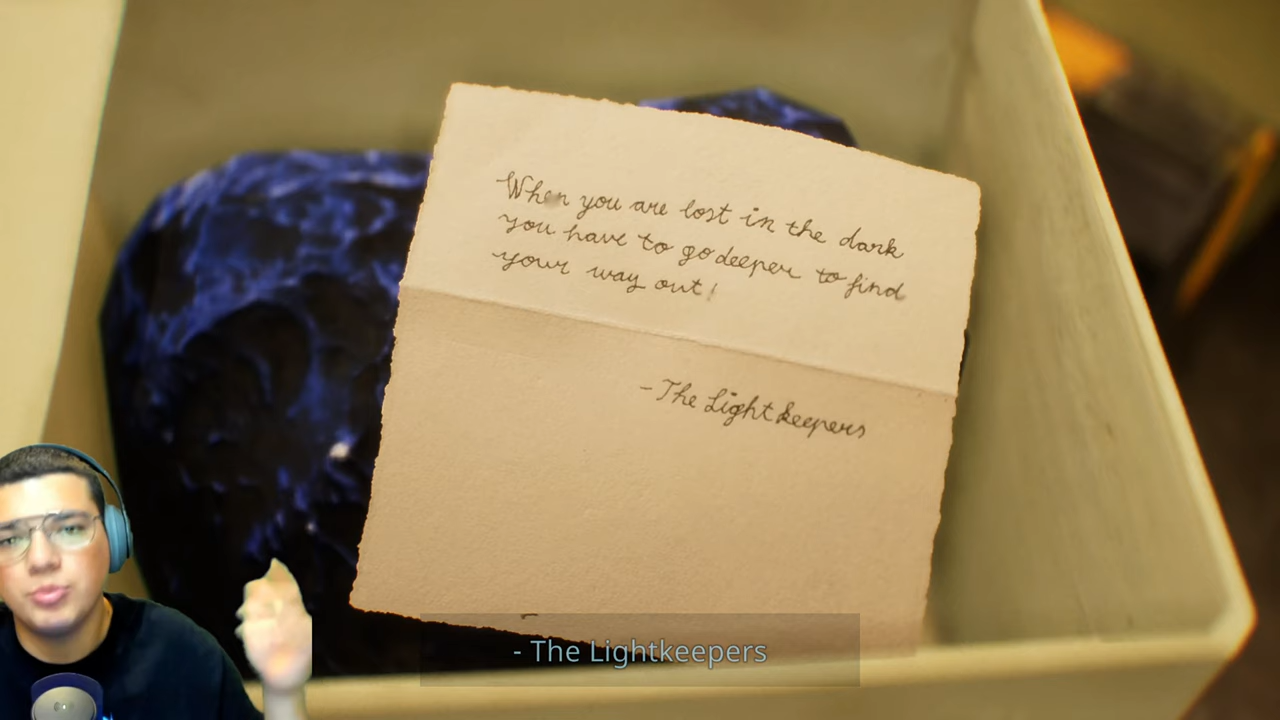 When you are lost in the dark
you have to go deeper to find
your way out!
- The Lightkeepers
- The Lightkeepers